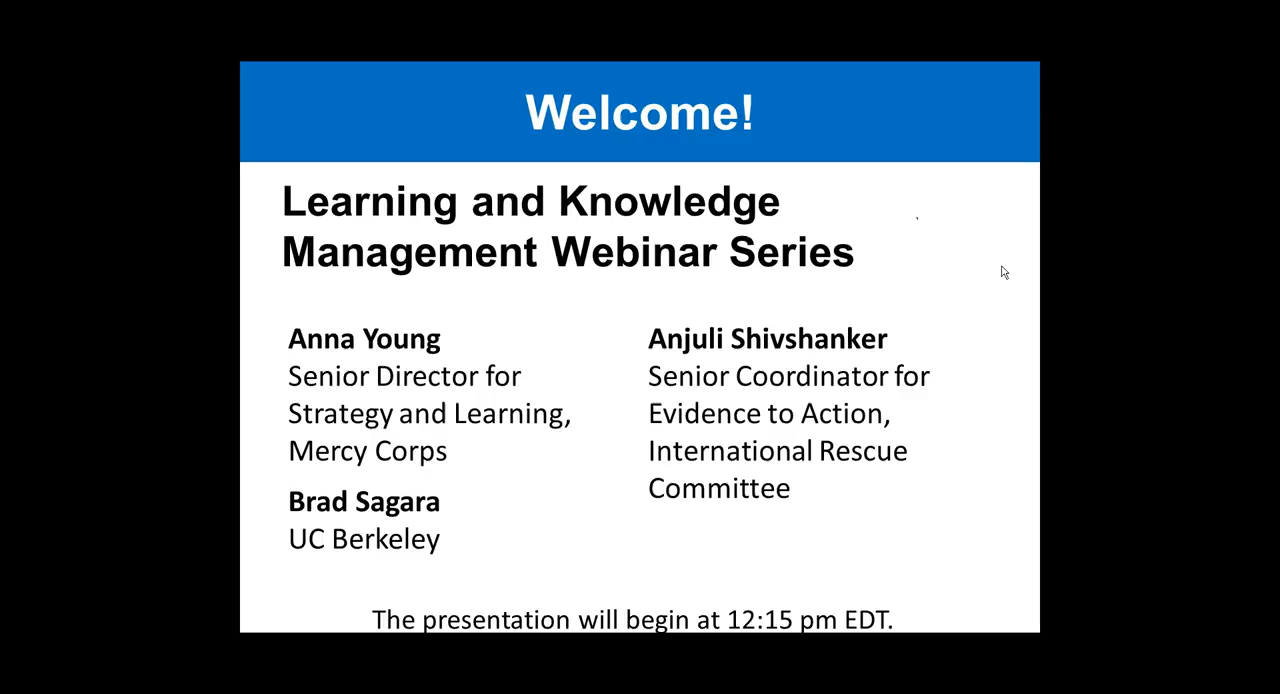 Welcome!
Learning and Knowledge
Management Webinar Series
Anna Young
Senior Director for
Strategy and Learning,
Mercy Corps
Brad Sagara
UC Berkeley
Anjuli Shivshanker
Senior Coordinator for
Evidence to Action,
International Rescue
Committee
The presentation will begin at 12:15 pm EDT.